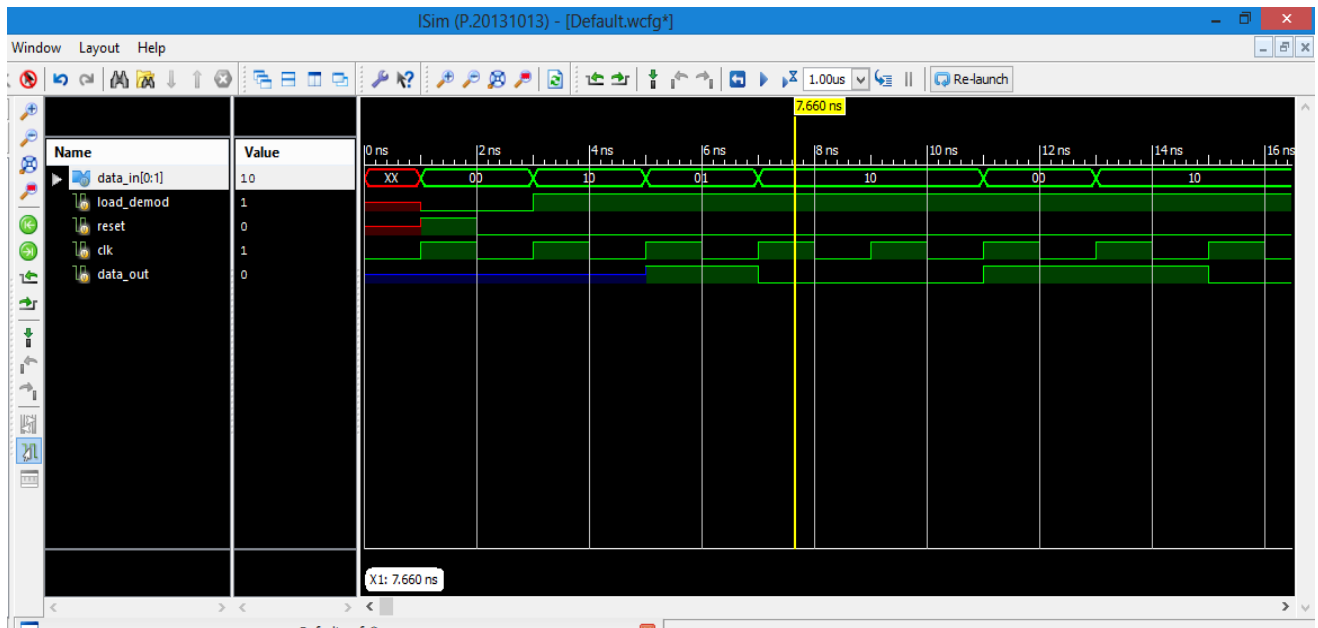 ISim (P.20131013) - [Default.wcfg*]
Window Layout Help
1.00us Re-launch
7.660 ns
Name Value
0 ns 2 ns 4 ns 6 ns 8 ns 10 ns 12 ns 14 ns 16 ns
data_in[0:1] 10 XX 00 10 01 10 00 10
load_demod 1
reset 0
clk 1
data_out 0
X1: 7.660 ns